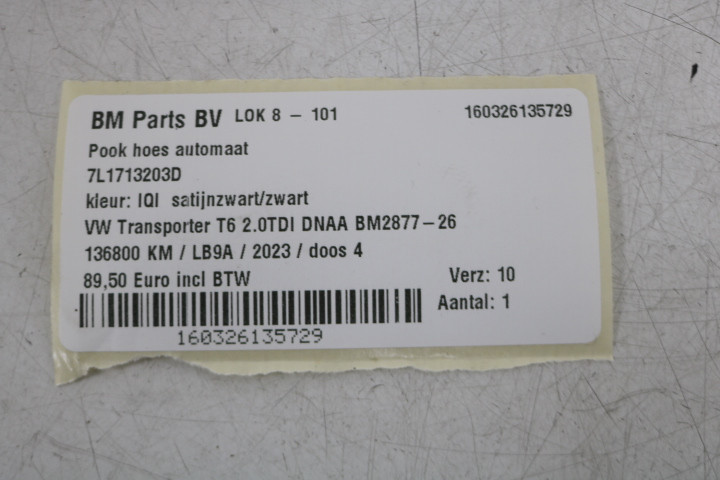 BM Parts BV LOK 8 - 101 160326135729
Pook hoes automaat
7L1713203D
kleur: IQI satijnzwart/zwart
VW Transporter T6 2.0TDI DNAA BM2877-26
136800 KM / LB9A / 2023 / doos 4
89,50 Euro incl BTW Verz: 10
Aantal: 1
160326135729